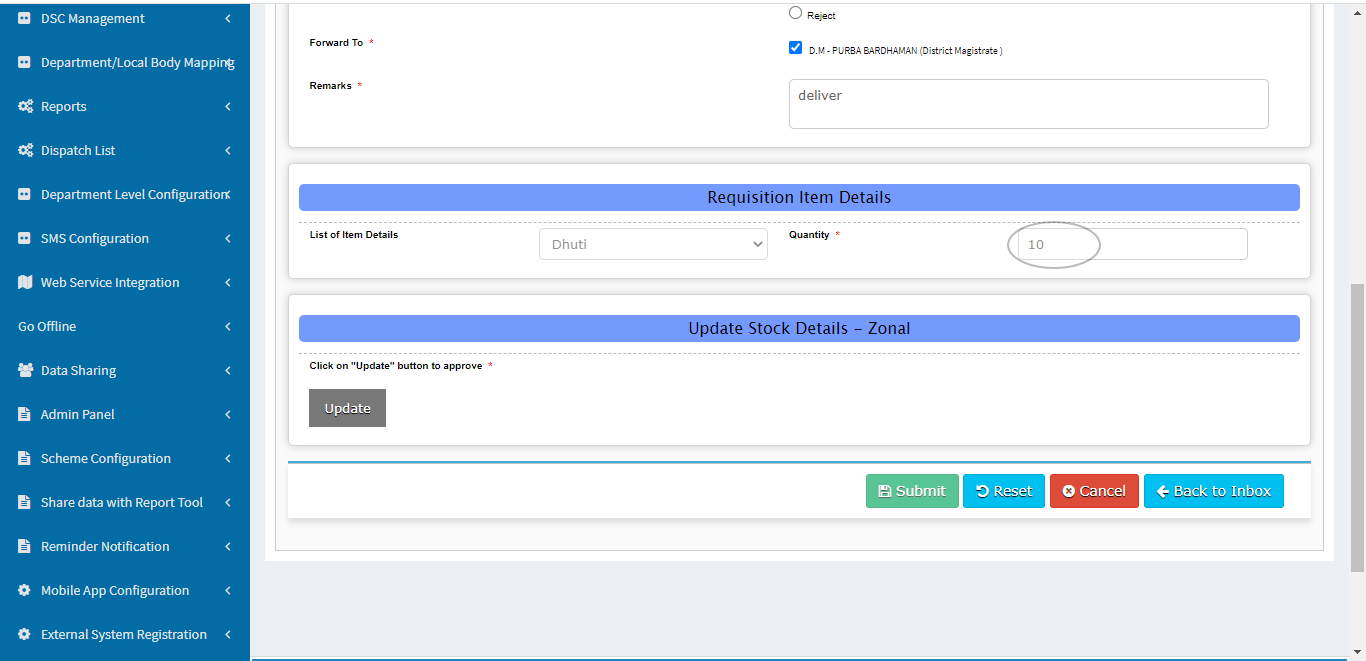 DSC Management
Department/Local Body Mapping
Reports
Dispatch List
Department Level Configuration
SMS Configuration
Web Service Integration
Go Offline
Data Sharing
Admin Panel
Scheme Configuration
Share data with Report Tool
Reminder Notification
Mobile App Configuration
External System Registration
Reject
Forward To *
D.M - PURBA BARDHAMAN (District Magistrate )
Remarks *
deliver
Requisition Item Details
List of Item Details
Dhuti
Quantity *
10
Update Stock Details - Zonal
Click on "Update" button to approve *
Update
Submit
Reset
Cancel
Back to Inbox